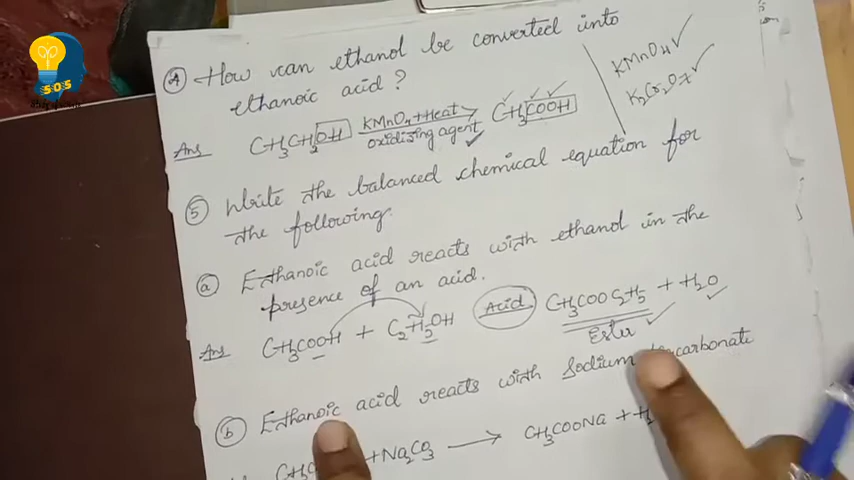 SOS
④ How can ethanol be converted into
ethanoic acid?
Ans CH₃CH₂OH KMnO₄+Heat CH₃COOH
oxidizing agent
KMnO₄
K₂Cr₂O₇
⑤ Write the balanced chemical equation for
the following.
ⓐ Ethanoic acid reacts with ethanol in the
presence of an acid.
Ans CH₃COOH + C₂H₅OH Acid CH₃COOC₂H₅ + H₂O
Ester
ⓑ Ethanoic acid reacts with Sodium
+Na₂CO₃ → CH₃COONa +